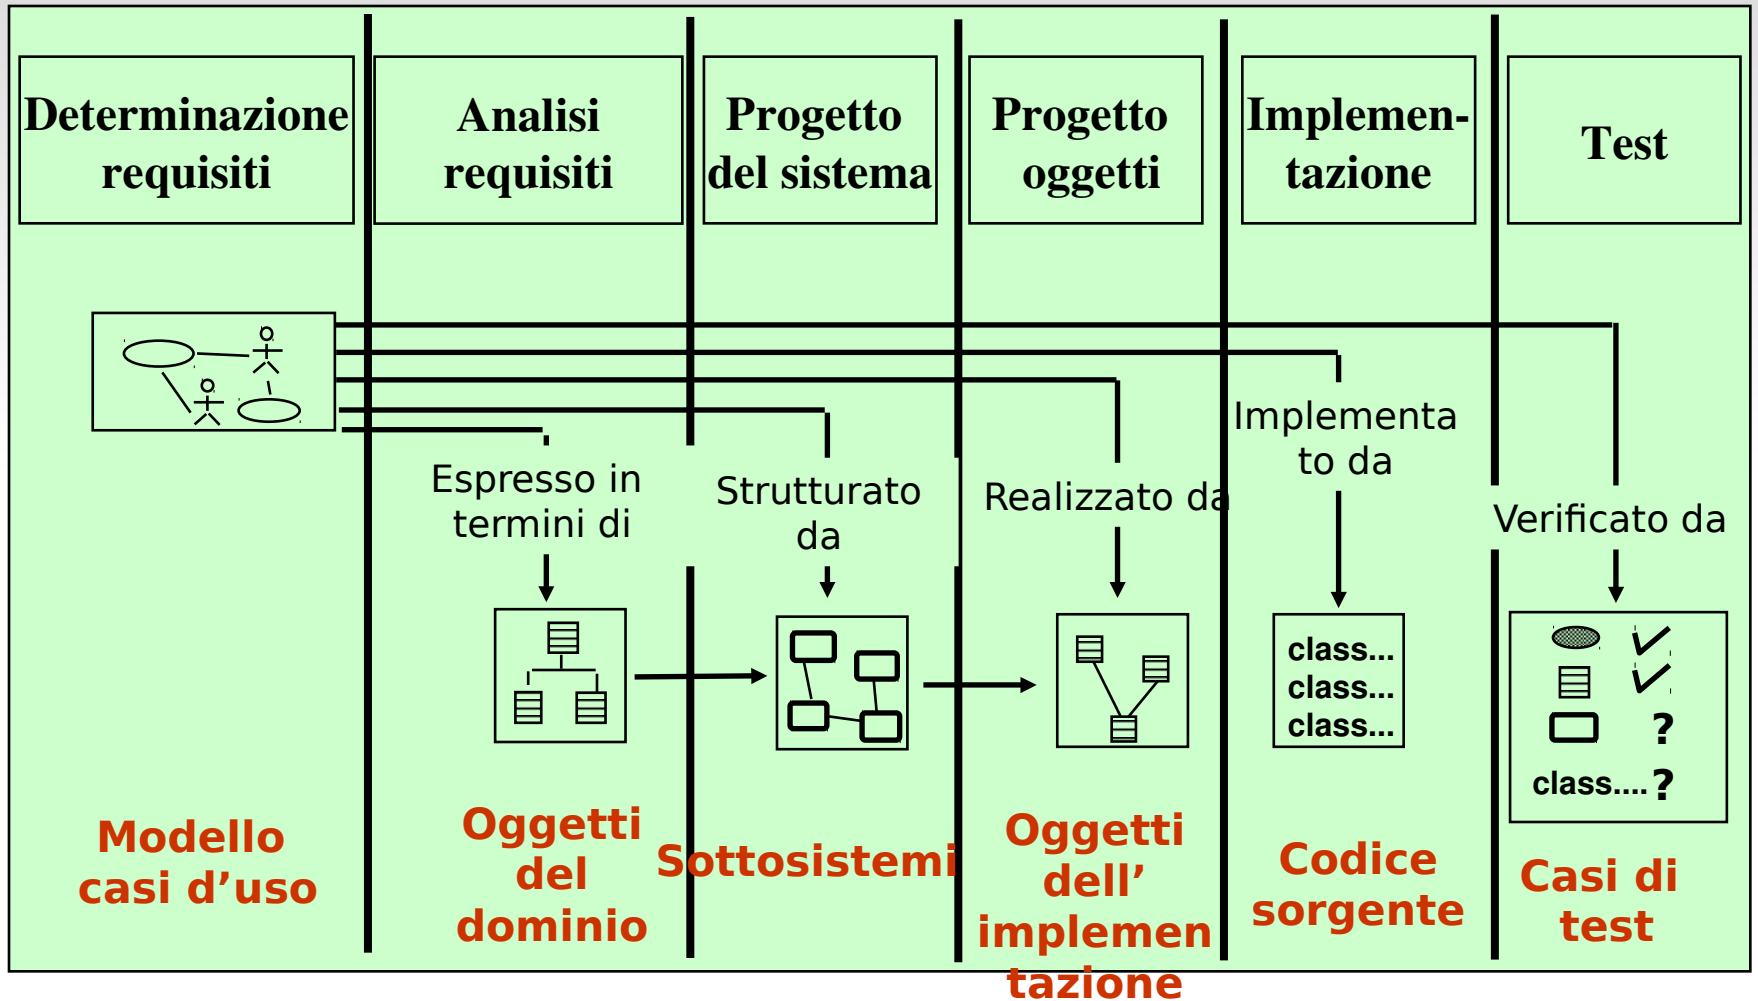 Determinazione
requisiti
Analisi
requisiti
Progetto
del sistema
Progetto
oggetti
Implemen-
tazione
Test
Espresso in
termini di
Strutturato
da
Realizzato da
Implementa
to da
Verificato da
class...
class...
class...
?
class....?
Modello
casi d’uso
Oggetti
del
dominio
Sottosistemi
Oggetti
dell’
implemen
tazione
Codice
sorgente
Casi di
test